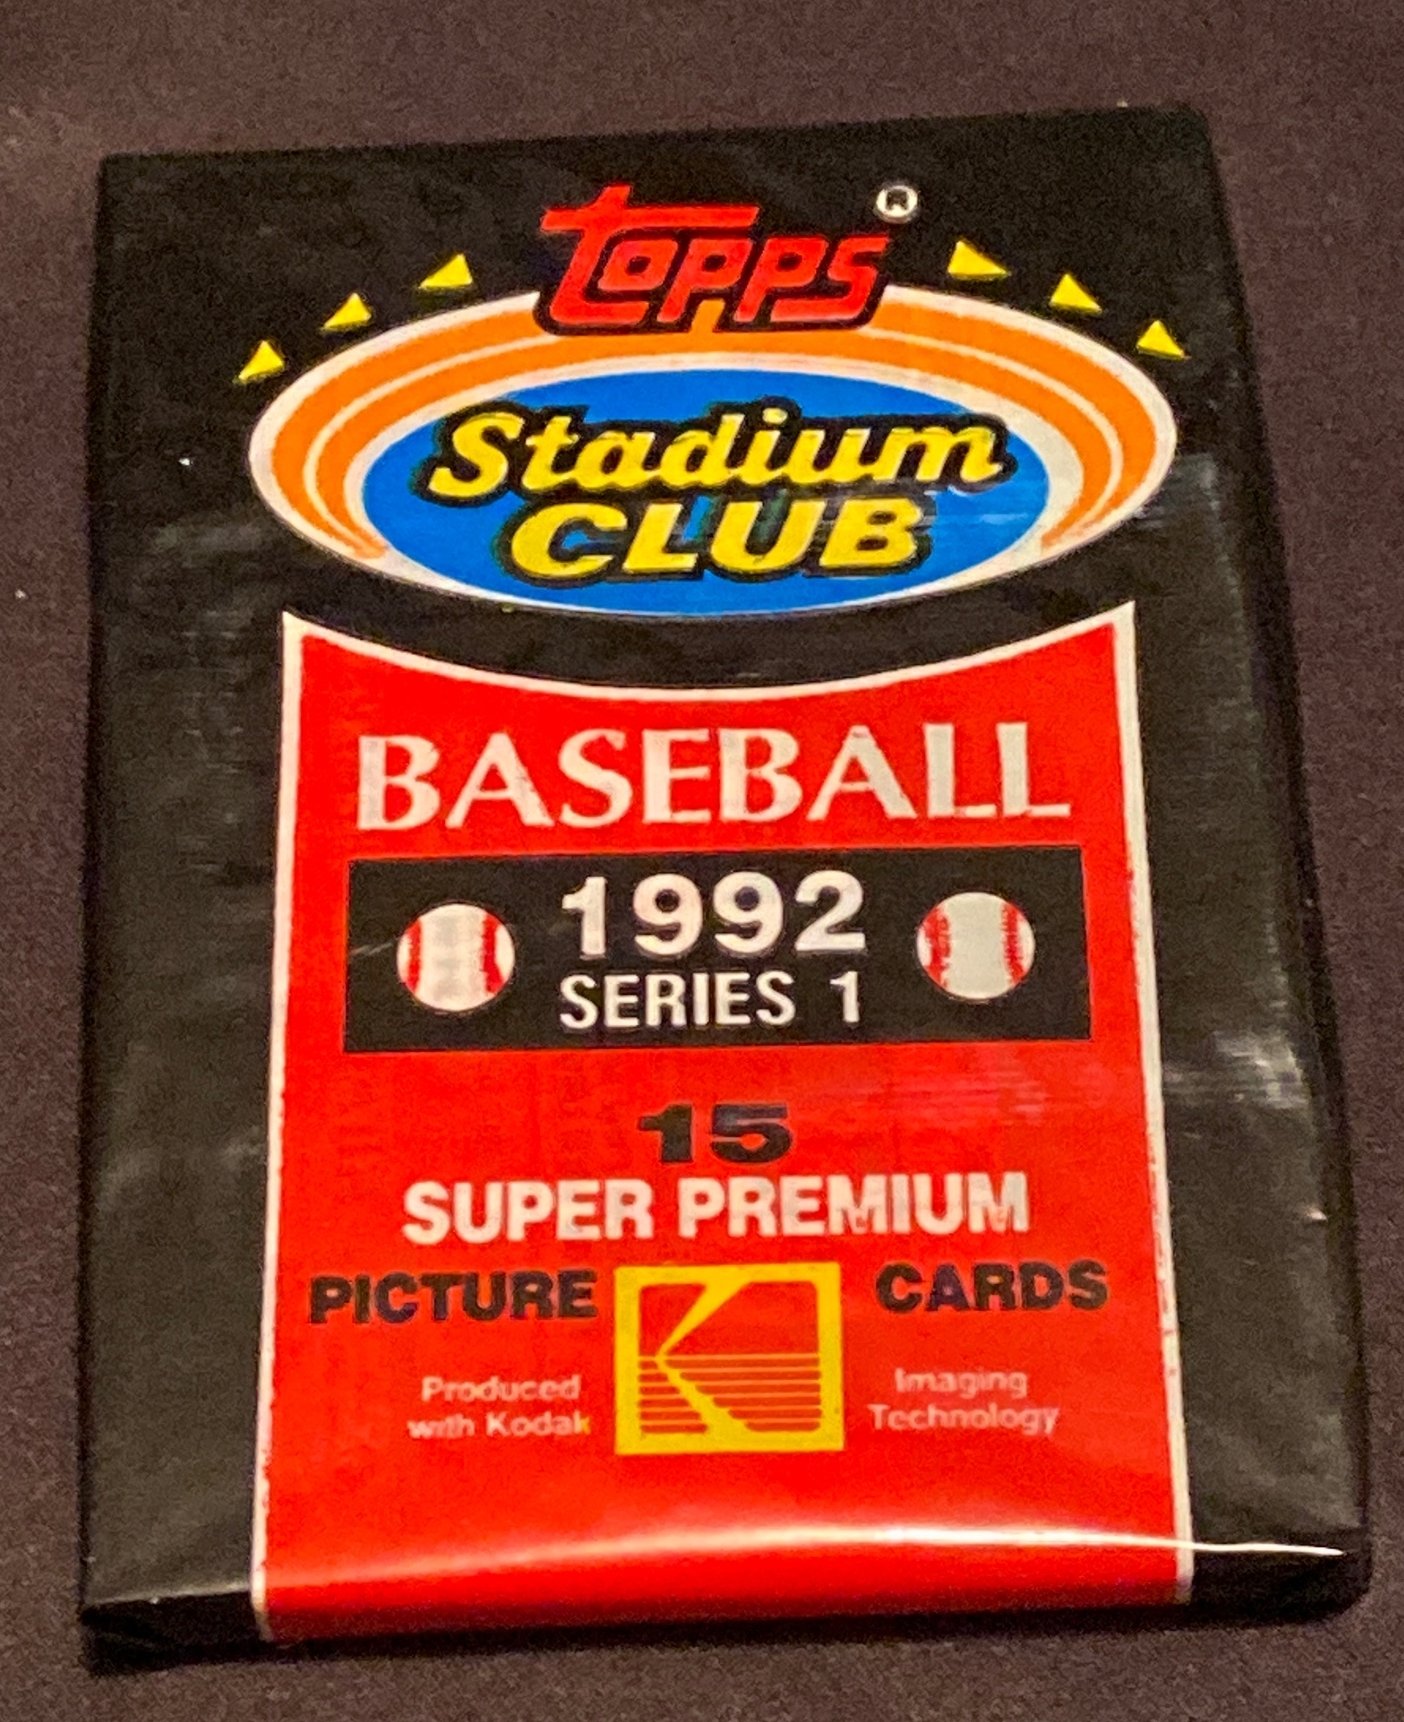 Topps ®
Stadium
CLUB
BASEBALL
1992
SERIES 1
15
SUPER PREMIUM
PICTURE CARDS
Produced Imaging
with Kodak Technology